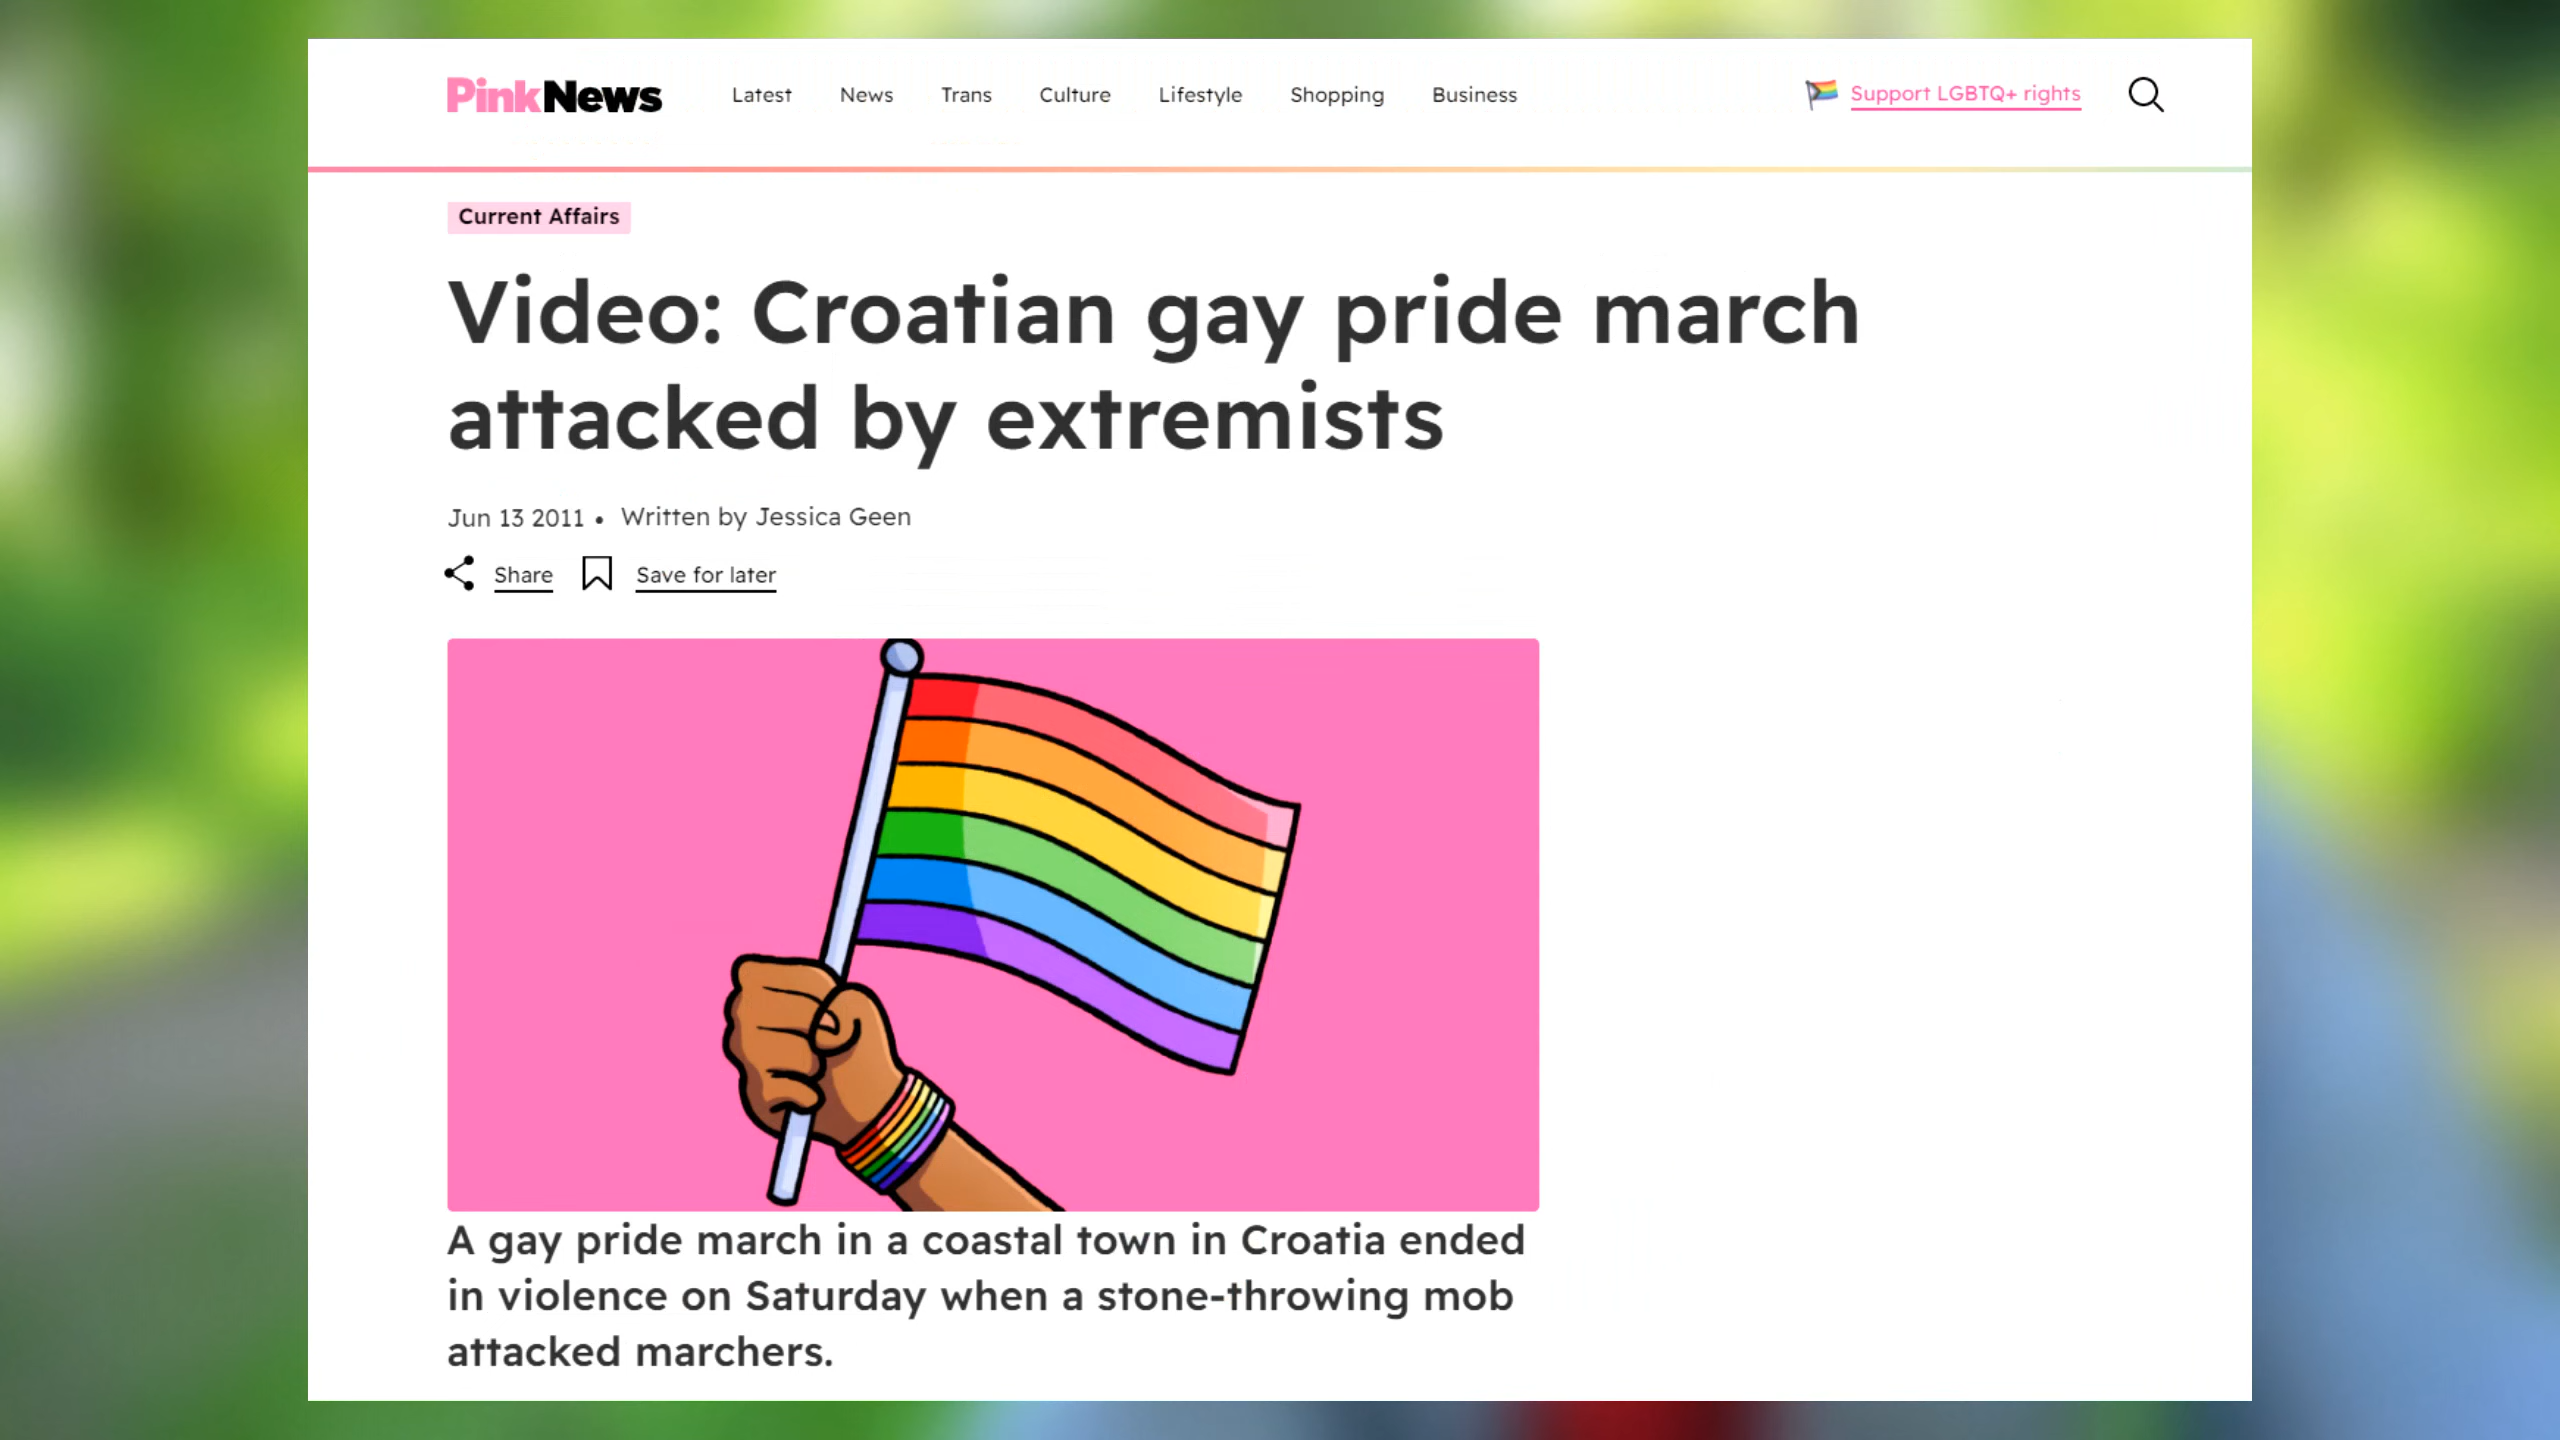 PinkNews Latest News Trans Culture Lifestyle Shopping Business Support LGBTQ+ rights
Current Affairs
Video: Croatian gay pride march
attacked by extremists
Jun 13 2011 • Written by Jessica Geen
Share Save for later
A gay pride march in a coastal town in Croatia ended
in violence on Saturday when a stone-throwing mob
attacked marchers.